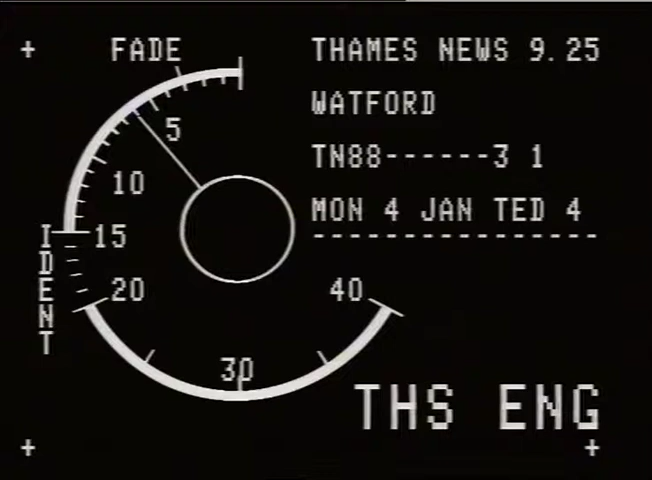 FADE
THAMES NEWS 9.25
WATFORD
TN88------3 1
MON 4 JAN TED 4
----------------
5
10
15
20
30
40
IDENT
THS ENG